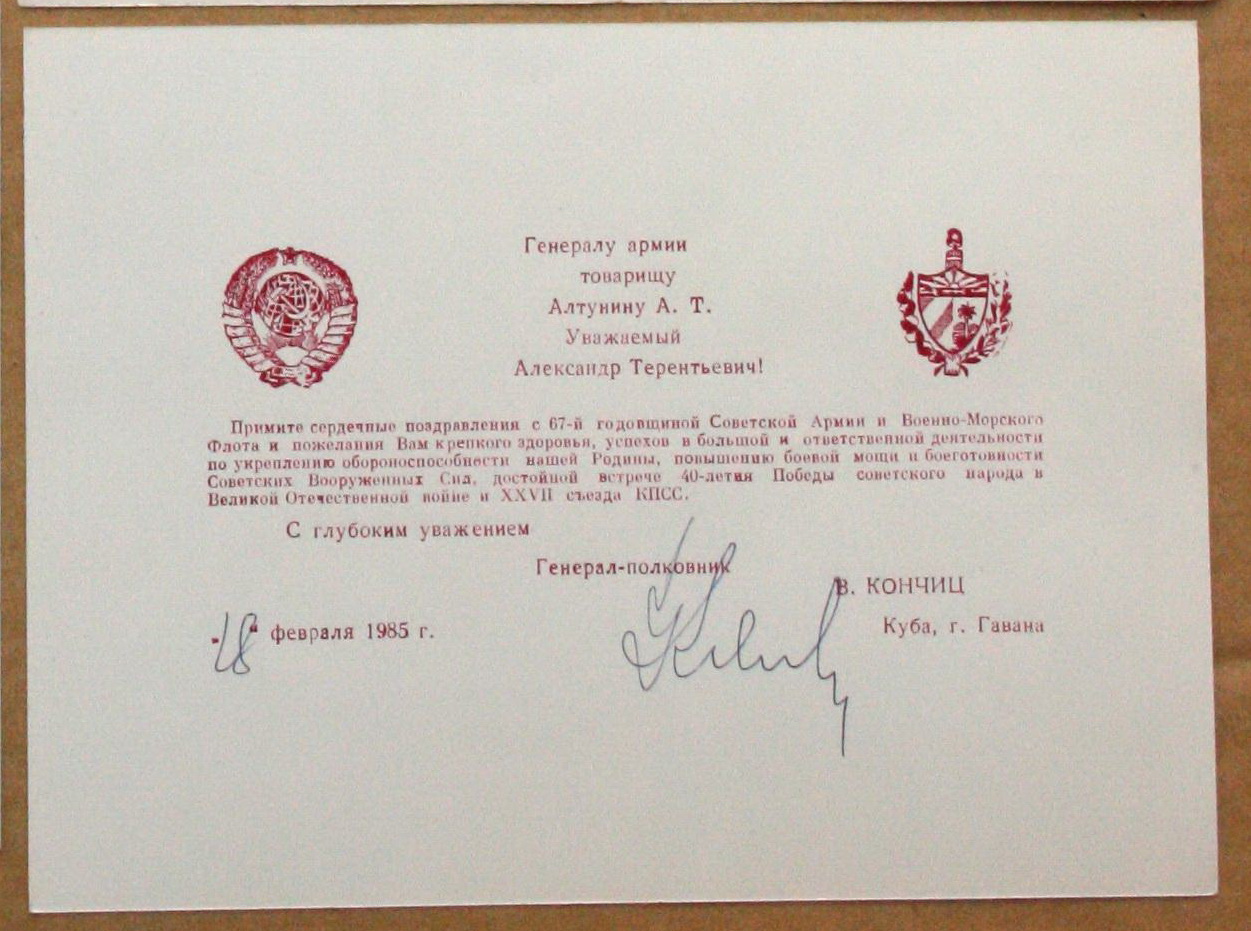 Генералу армии
товарищу
Алтунину А. Т.
Уважаемый
Александр Терентьевич!
Примите сердечные поздравления с 67-й годовщиной Советской Армии и Военно-Морского
Флота и пожелания Вам крепкого здоровья, успехов в большой и ответственной деятельности
по укреплению обороноспособности нашей Родины, повышению боевой мощи и боеготовности
Советских Вооруженных Сил, достойной встрече 40-летия Победы советского народа в
Великой Отечественной войне и XXVII съезда КПСС.
С глубоким уважением
Генерал-полковник
В. КОНЧИЦ
"18" февраля 1985 г.
Куба, г. Гавана